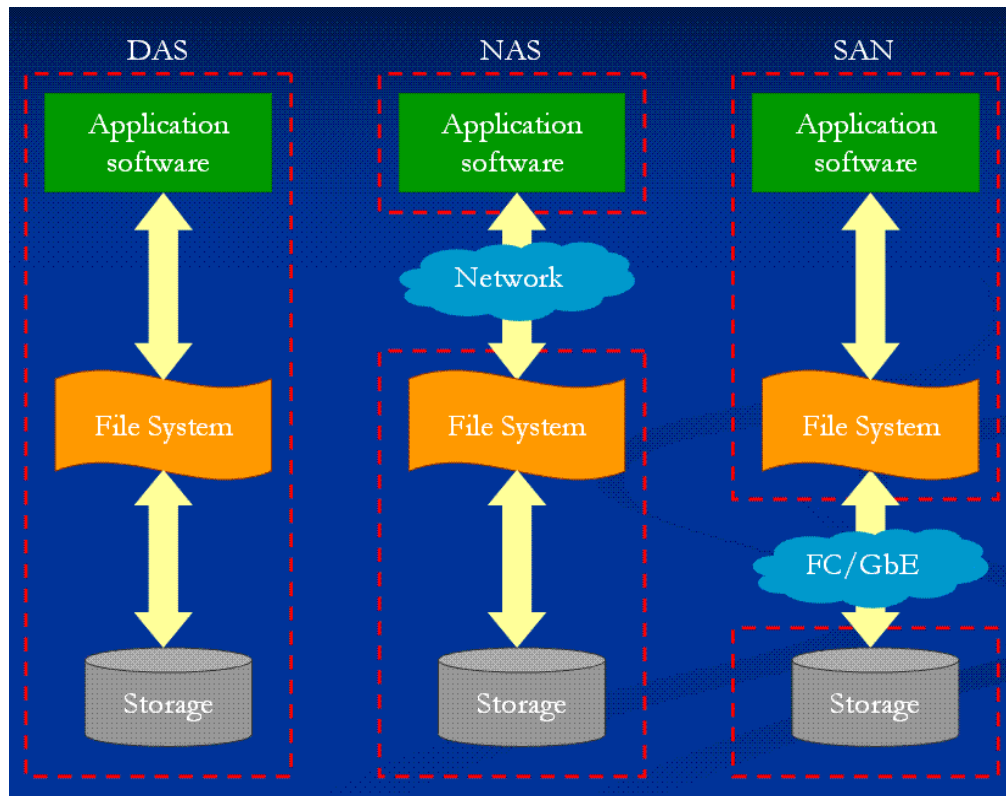 DAS
NAS
SAN
Application
software
Application
software
Application
software
Network
File System
File System
File System
FC/GbE
Storage
Storage
Storage